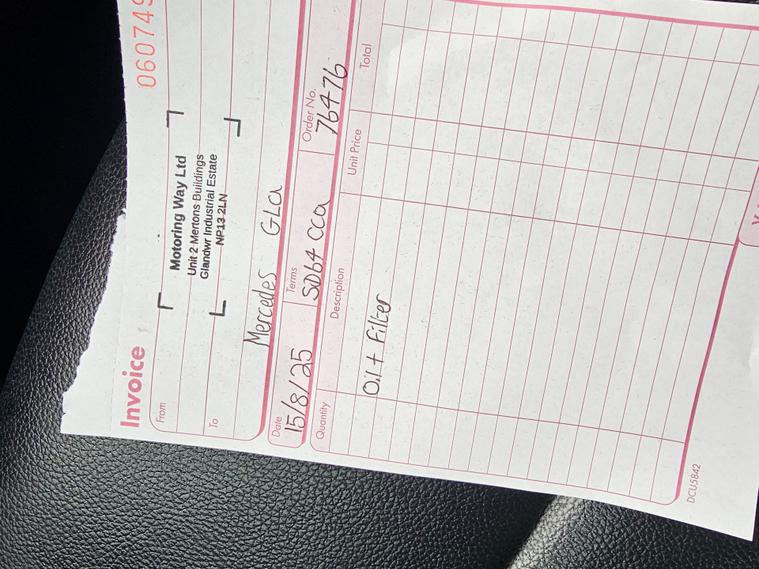 Invoice
060749
From
Motoring Way Ltd
Unit 2 Mertons Buildings
Glandwr Industrial Estate
NP13 2LN
To
Mercedes GLa
Date
15/8/25
Terms
SD64 CCa
Order No.
76476
Quantity
Description
Unit Price
Total
Oil + Filter
DCU5842